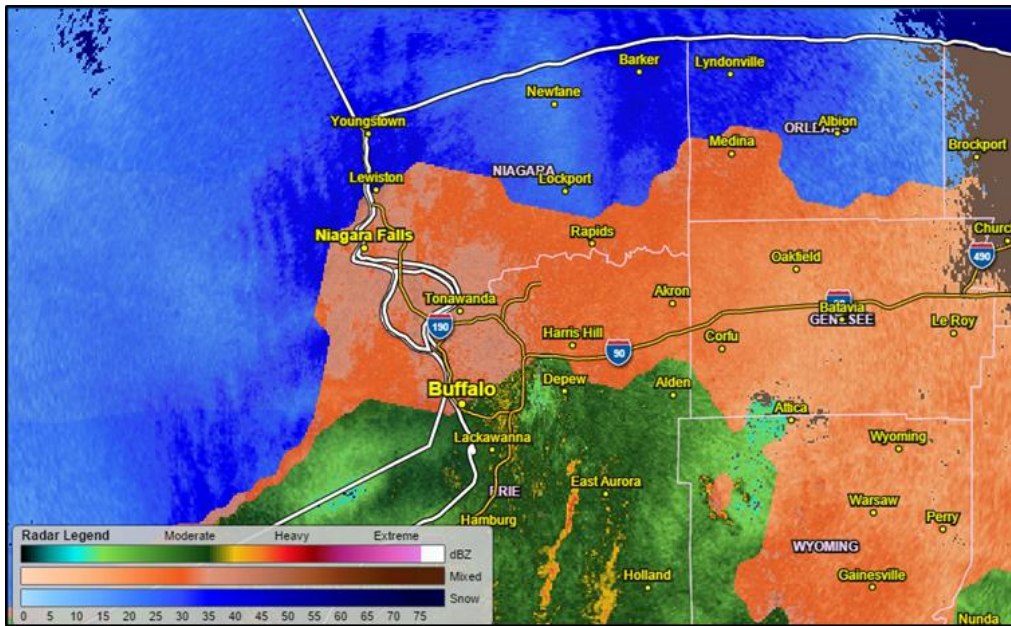 Barker
Lyndonville
Newfane
Youngstown
ORLEANS
Albion
Medina
Brockport
NIAGARA
Lewiston
Lockport
Niagara Falls
Rapids
Church
490
Oakfield
Tonawanda
Akron
90
Batavia
GENESEE
Le Roy
190
Harris Hill
90
Corfu
Buffalo
Depew
Alden
Attica
Lackawanna
Wyoming
ERIE
East Aurora
Warsaw
Perry
Hamburg
WYOMING
Holland
Gainesville
Nunda
Radar Legend Moderate Heavy Extreme
dBZ
Mixed
Snow
0 5 10 15 20 25 30 35 40 45 50 55 60 65 70 75